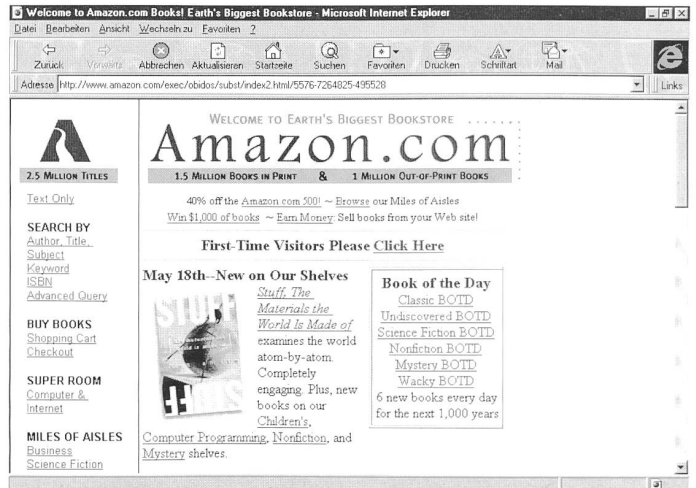 Welcome to Amazon.com Books! Earth's Biggest Bookstore - Microsoft Internet Explorer
Datei Bearbeiten Ansicht Wechseln zu Favoriten ?
Zurück Vorwärts Abbrechen Aktualisieren Startseite Suchen Favoriten Drucken Schriftart Mail
Adresse http://www.amazon.com/exec/obidos/subst/index2.html/5576-7264825-495528 Links
2.5 MILLION TITLES
Text Only
SEARCH BY
Author, Title,
Subject
Keyword
ISBN
Advanced Query
BUY BOOKS
Shopping Cart
Checkout
SUPER ROOM
Computer &
Internet
MILES OF AISLES
Business
Science Fiction
WELCOME TO EARTH'S BIGGEST BOOKSTORE
Amazon.com
1.5 MILLION BOOKS IN PRINT & 1 MILLION OUT-OF-PRINT BOOKS
40% off the Amazon.com 500! ~ Browse our Miles of Aisles
Win $1,000 of books ~ Earn Money: Sell books from your Web site!
First-Time Visitors Please Click Here
May 18th--New on Our Shelves
STUFF
Stuff, The
Materials the
World Is Made of
examines the world
atom-by-atom.
Completely
engaging. Plus, new
books on our
Children's,
Computer Programming, Nonfiction, and
Mystery shelves.
Book of the Day
Classic BOTD
Undiscovered BOTD
Science Fiction BOTD
Nonfiction BOTD
Mystery BOTD
Wacky BOTD
6 new books every day
for the next 1,000 years